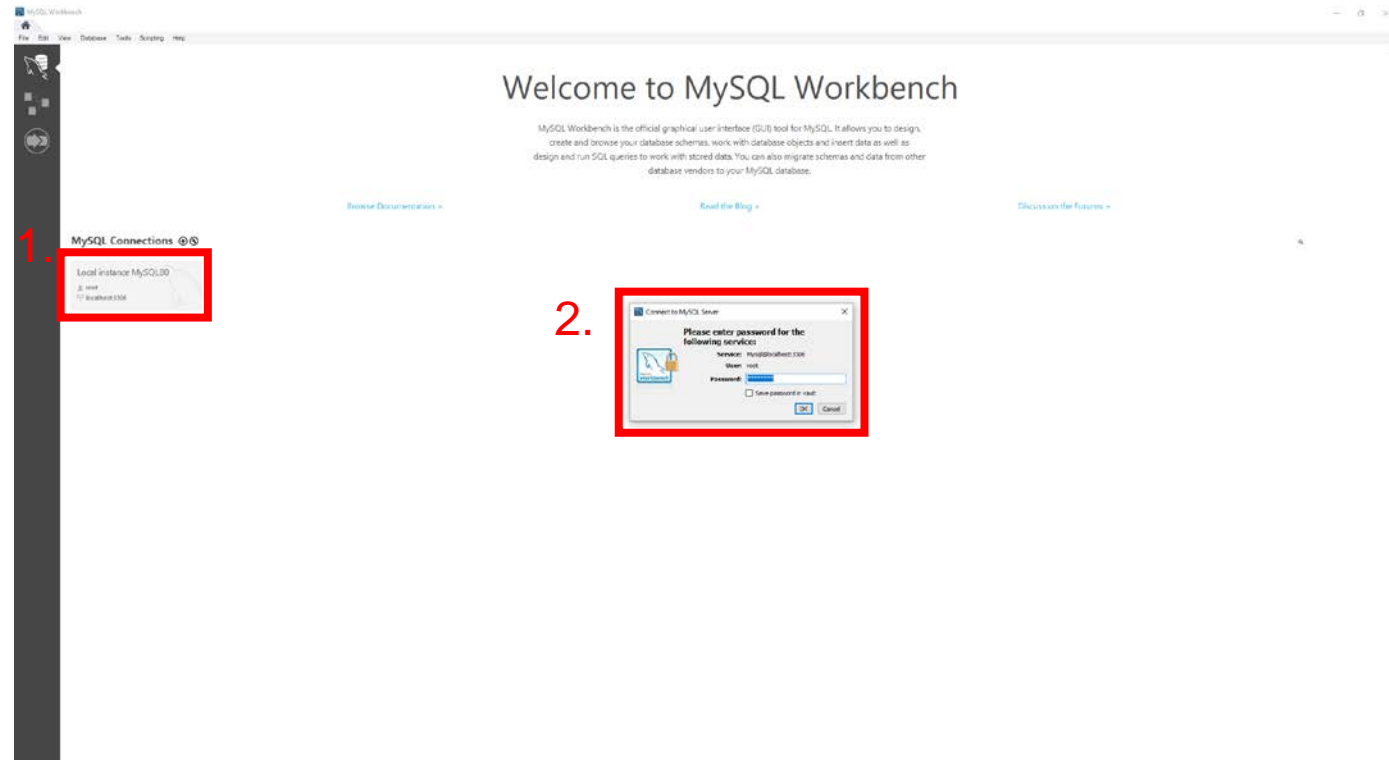 MySQL Workbench
File Edit View Database Tools Scripting Help
Welcome to MySQL Workbench
MySQL Workbench is the official graphical user interface (GUI) tool for MySQL. It allows you to design,
create and browse your database schemas, work with database objects and insert data as well as
design and run SQL queries to work with stored data. You can also migrate schemas and data from other
database vendors to your MySQL database.
Browse Documentation >
Read the Blog >
Discuss on the Forums >
1.
MySQL Connections
Local instance MySQL80
root
localhost:3306
2.
Connect to MySQL Server
Please enter password for the
following service:
Service: Mysql@localhost:3306
User: root
Password: ********
Save password in vault
OK Cancel